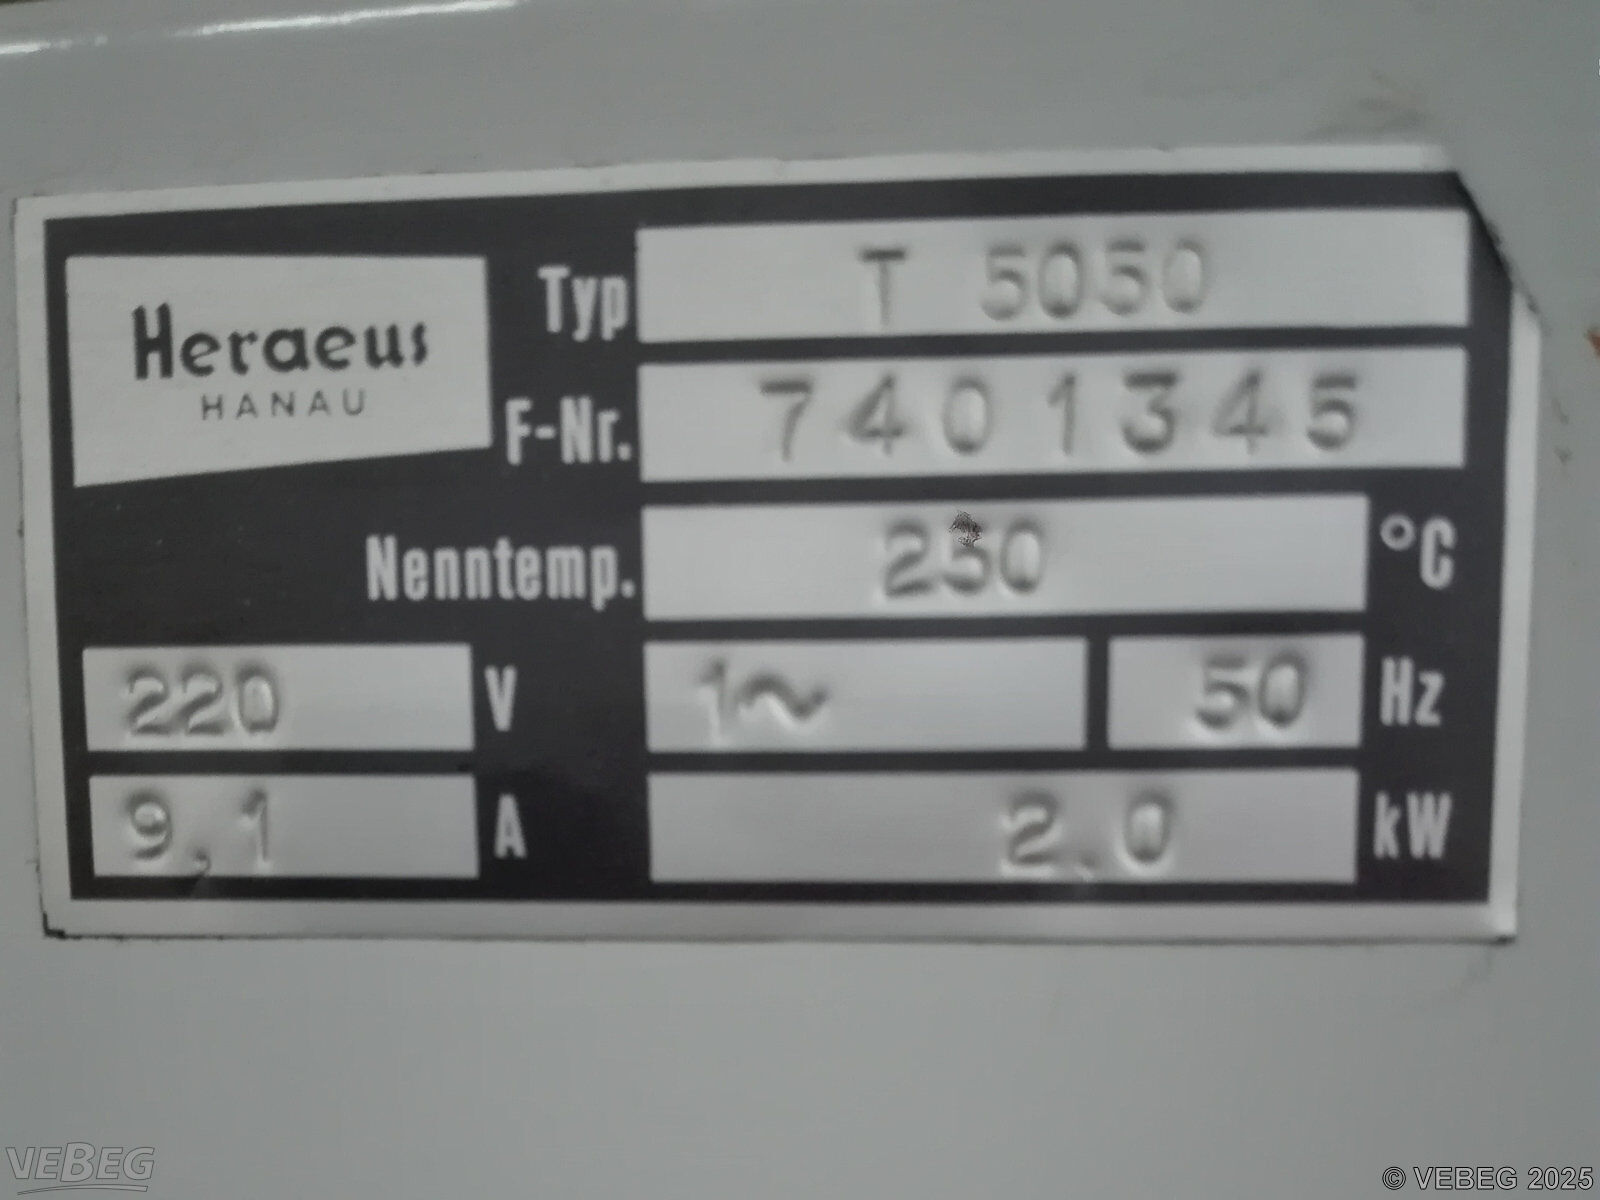 Heraeus
HANAU
Typ T 5050
F-Nr. 7401345
Nenntemp. 250 °C
220 V 1~ 50 Hz
9,1 A 2.0 kW
VEBEG
© VEBEG 2025